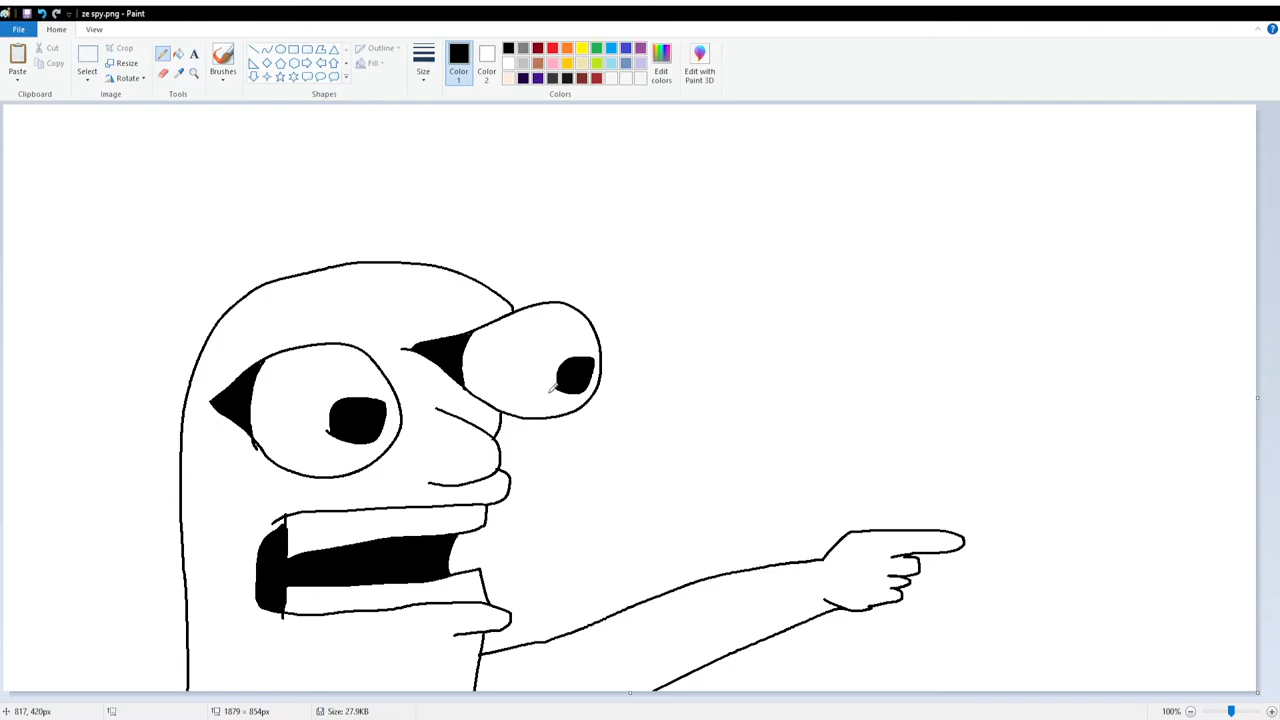 ze spy.png - Paint
File Home View
Cut Crop Outline Edit colors Edit with Paint 3D
Copy Resize Fill
Paste Select Rotate A Brushes Size Color 1 Color 2
Clipboard Image Tools Shapes Colors
817, 420px 1879 × 854px Size: 27.9KB 100%